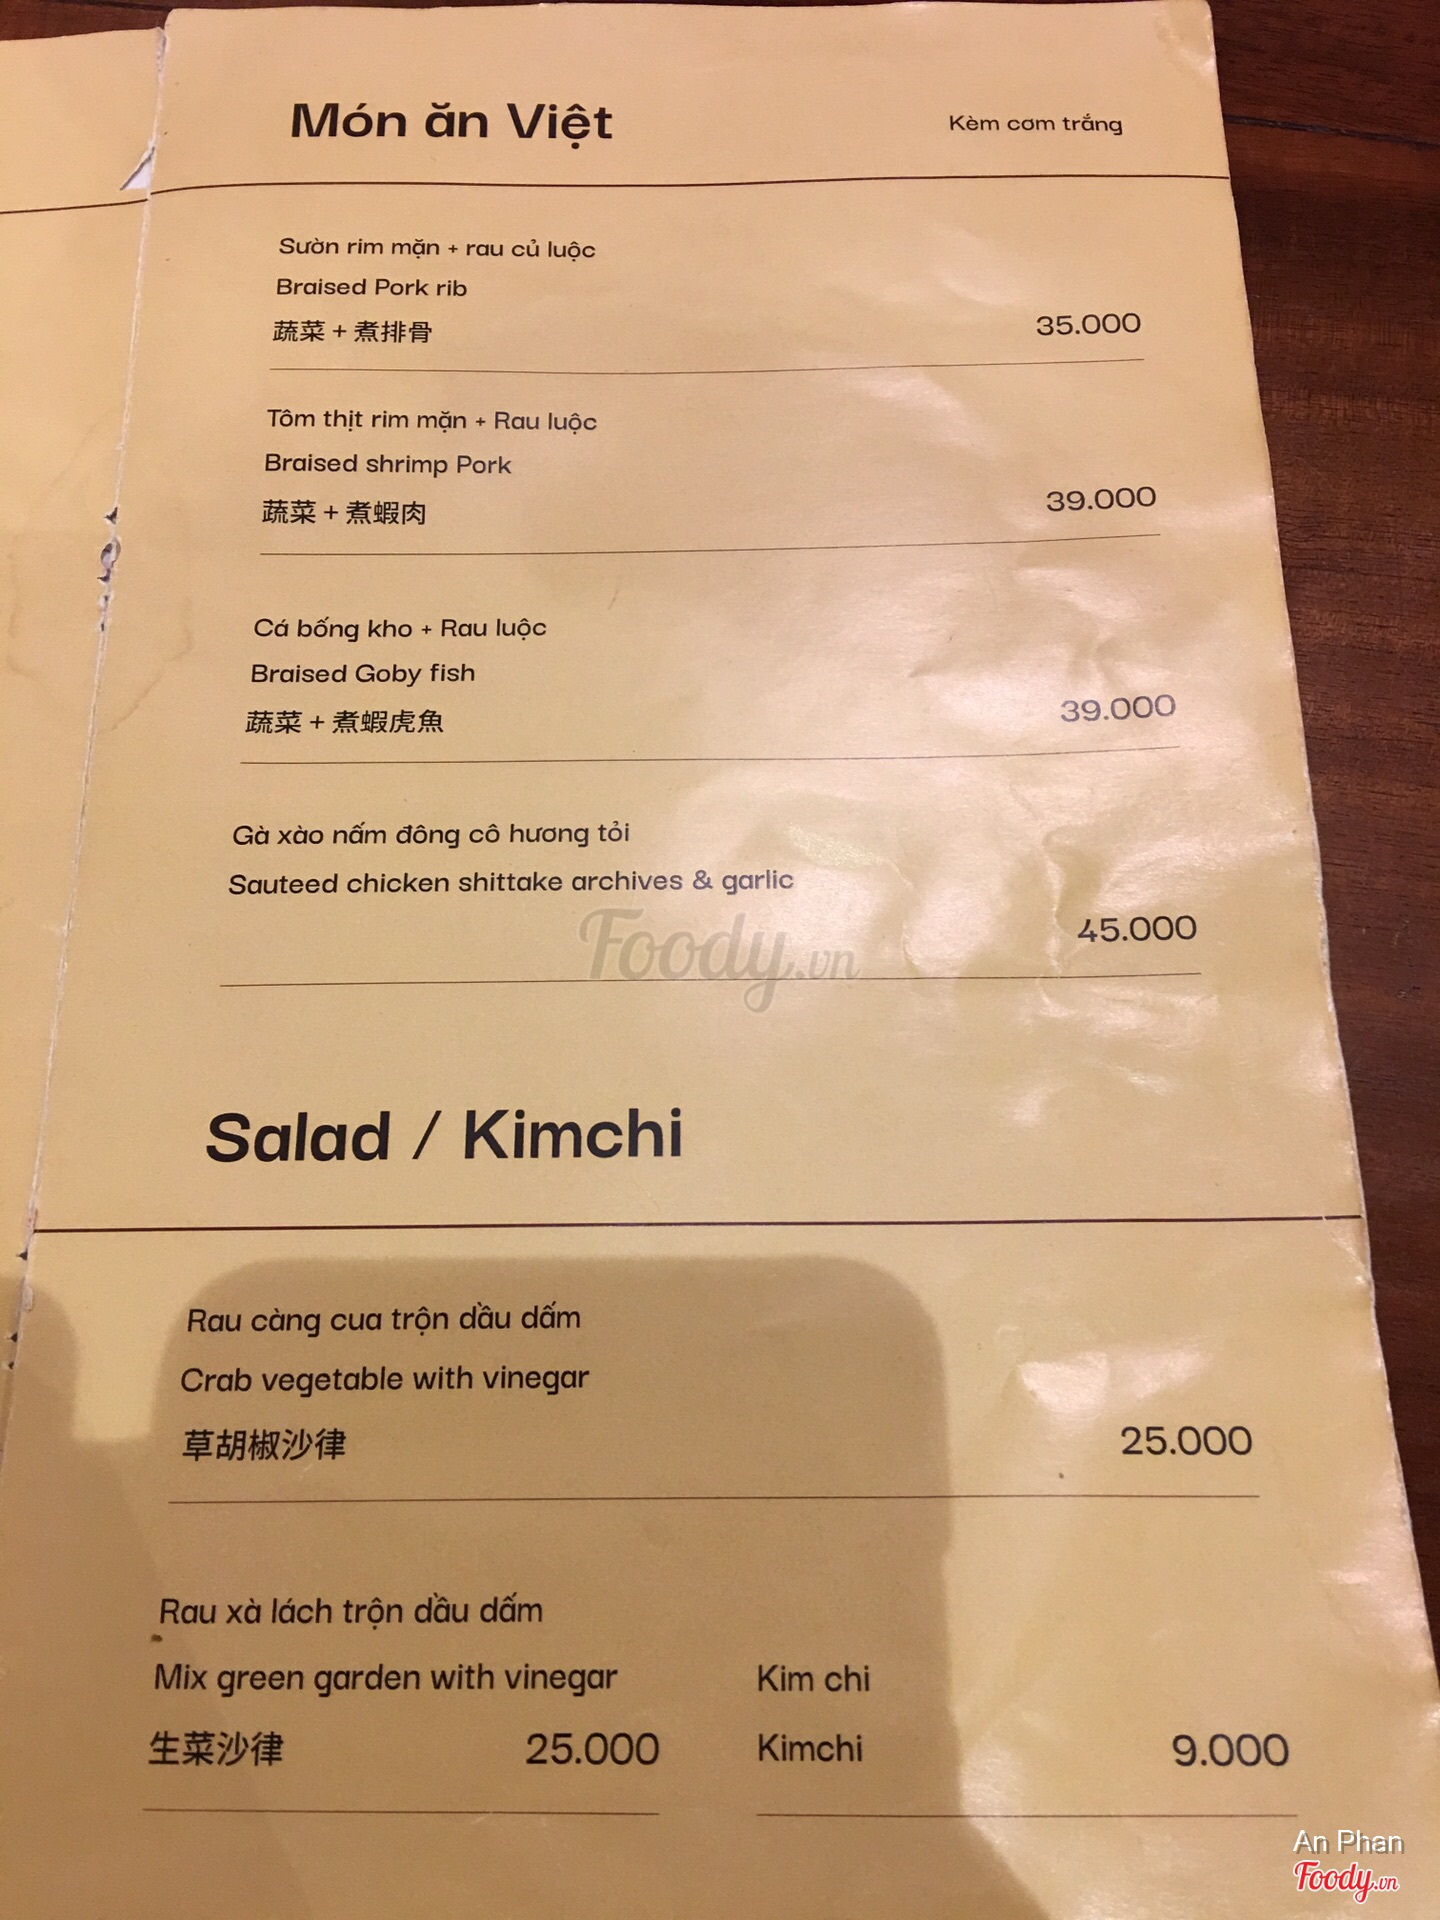 Món ăn Việt
Kèm cơm trắng
Sườn rim mặn + rau củ luộc
Braised Pork rib
蔬菜 + 煮排骨
35.000
Tôm thịt rim mặn + Rau luộc
Braised shrimp Pork
蔬菜 + 煮蝦肉
39.000
Cá bống kho + Rau luộc
Braised Goby fish
蔬菜 + 煮蝦虎魚
39.000
Gà xào nấm đông cô hương tỏi
Sauteed chicken shittake archives & garlic
45.000
Foody.vn
Salad / Kimchi
Rau càng cua trộn dầu dấm
Crab vegetable with vinegar
草胡椒沙律
25.000
Rau xà lách trộn dầu dấm
Mix green garden with vinegar
生菜沙律
25.000
Kim chi
Kimchi
9.000
An Phan
Foody.vn